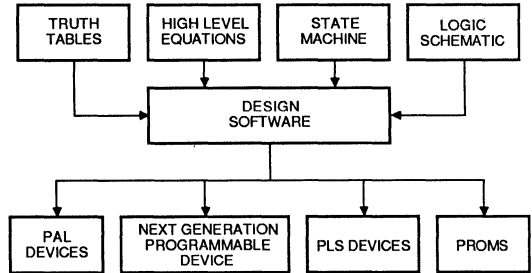 TRUTH
TABLES
HIGH LEVEL
EQUATIONS
STATE
MACHINE
LOGIC
SCHEMATIC
DESIGN
SOFTWARE
PAL
DEVICES
NEXT GENERATION
PROGRAMMABLE
DEVICE
PLS DEVICES
PROMS